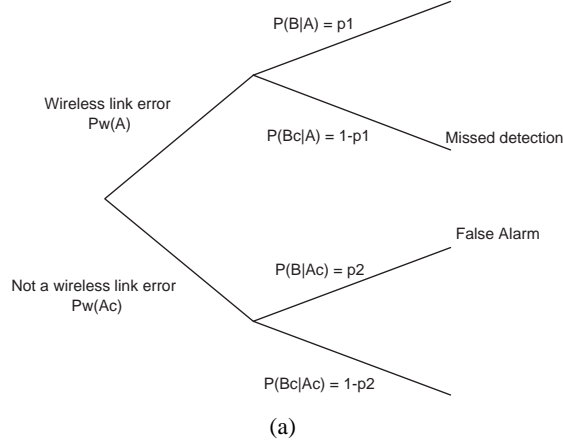 P(B|A) = p1
Wireless link error
Pw(A)
P(Bc|A) = 1-p1
Missed detection
False Alarm
Not a wireless link error
Pw(Ac)
P(B|Ac) = p2
P(Bc|Ac) = 1-p2
(a)